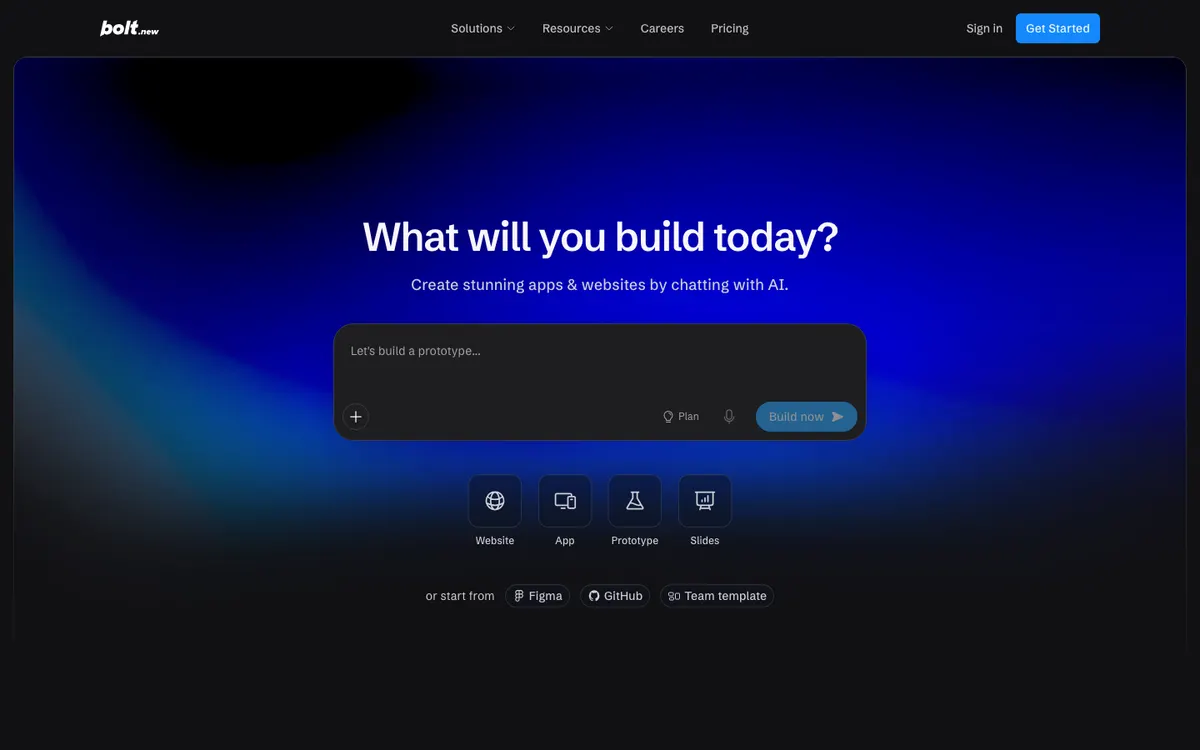 bolt.new
Solutions
Resources
Careers
Pricing
Sign in
Get Started
What will you build today?
Create stunning apps & websites by chatting with AI.
Let's build a prototype...
Plan
Build now
Website
App
Prototype
Slides
or start from
Figma
GitHub
Team template